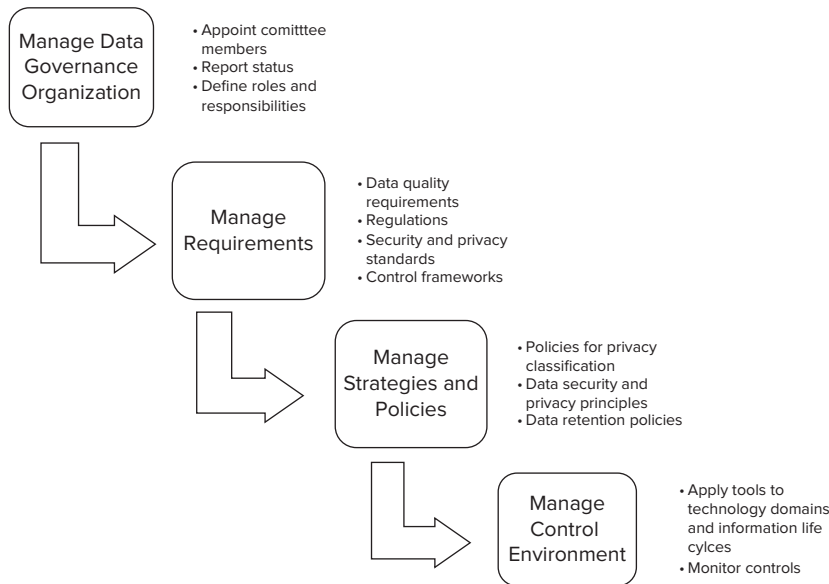 Manage Data
Governance
Organization
• Appoint comitttee
members
• Report status
• Define roles and
responsibilities
Manage
Requirements
• Data quality
requirements
• Regulations
• Security and privacy
standards
• Control frameworks
Manage
Strategies and
Policies
• Policies for privacy
classification
• Data security and
privacy principles
• Data retention policies
Manage
Control
Environment
• Apply tools to
technology domains
and information life
cylces
• Monitor controls